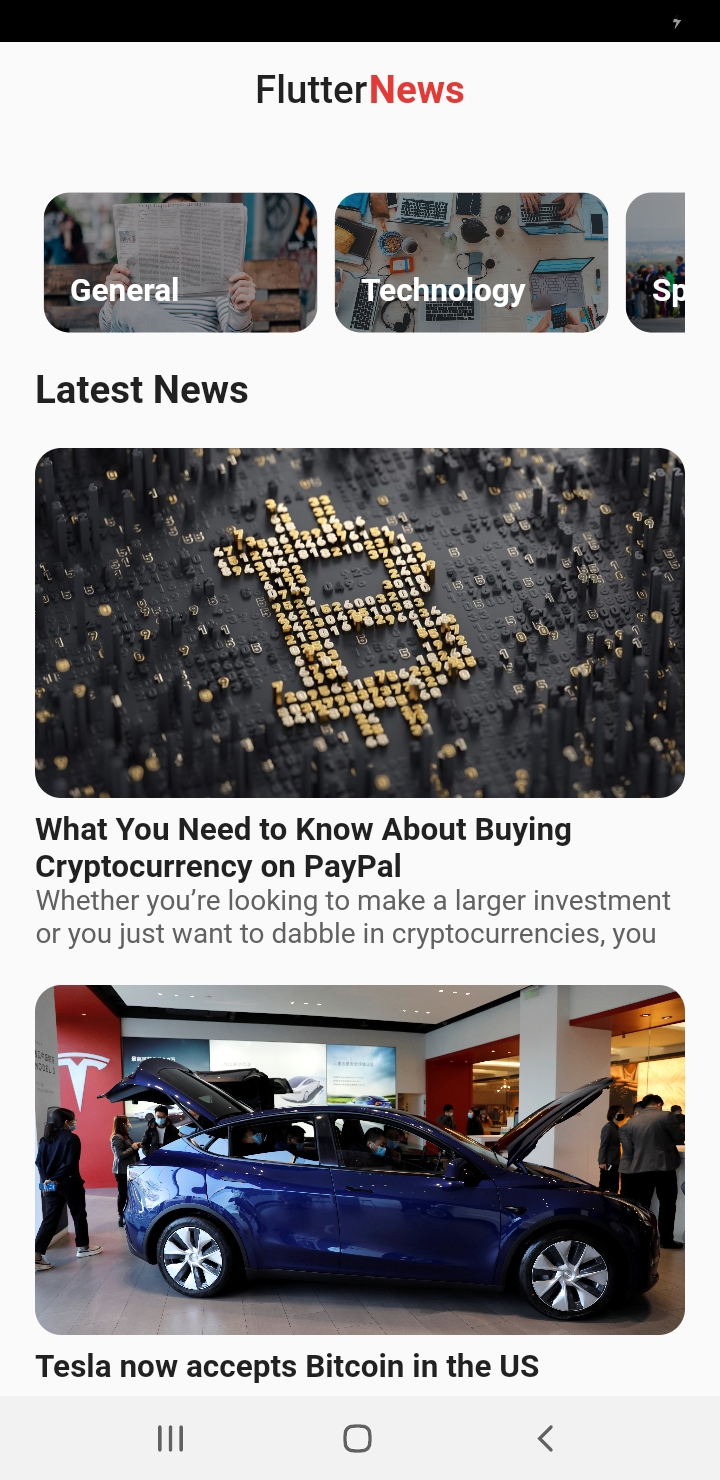 FlutterNews
General
Technology
Sp
Latest News
What You Need to Know About Buying
Cryptocurrency on PayPal
Whether you’re looking to make a larger investment
or you just want to dabble in cryptocurrencies, you
Tesla now accepts Bitcoin in the US